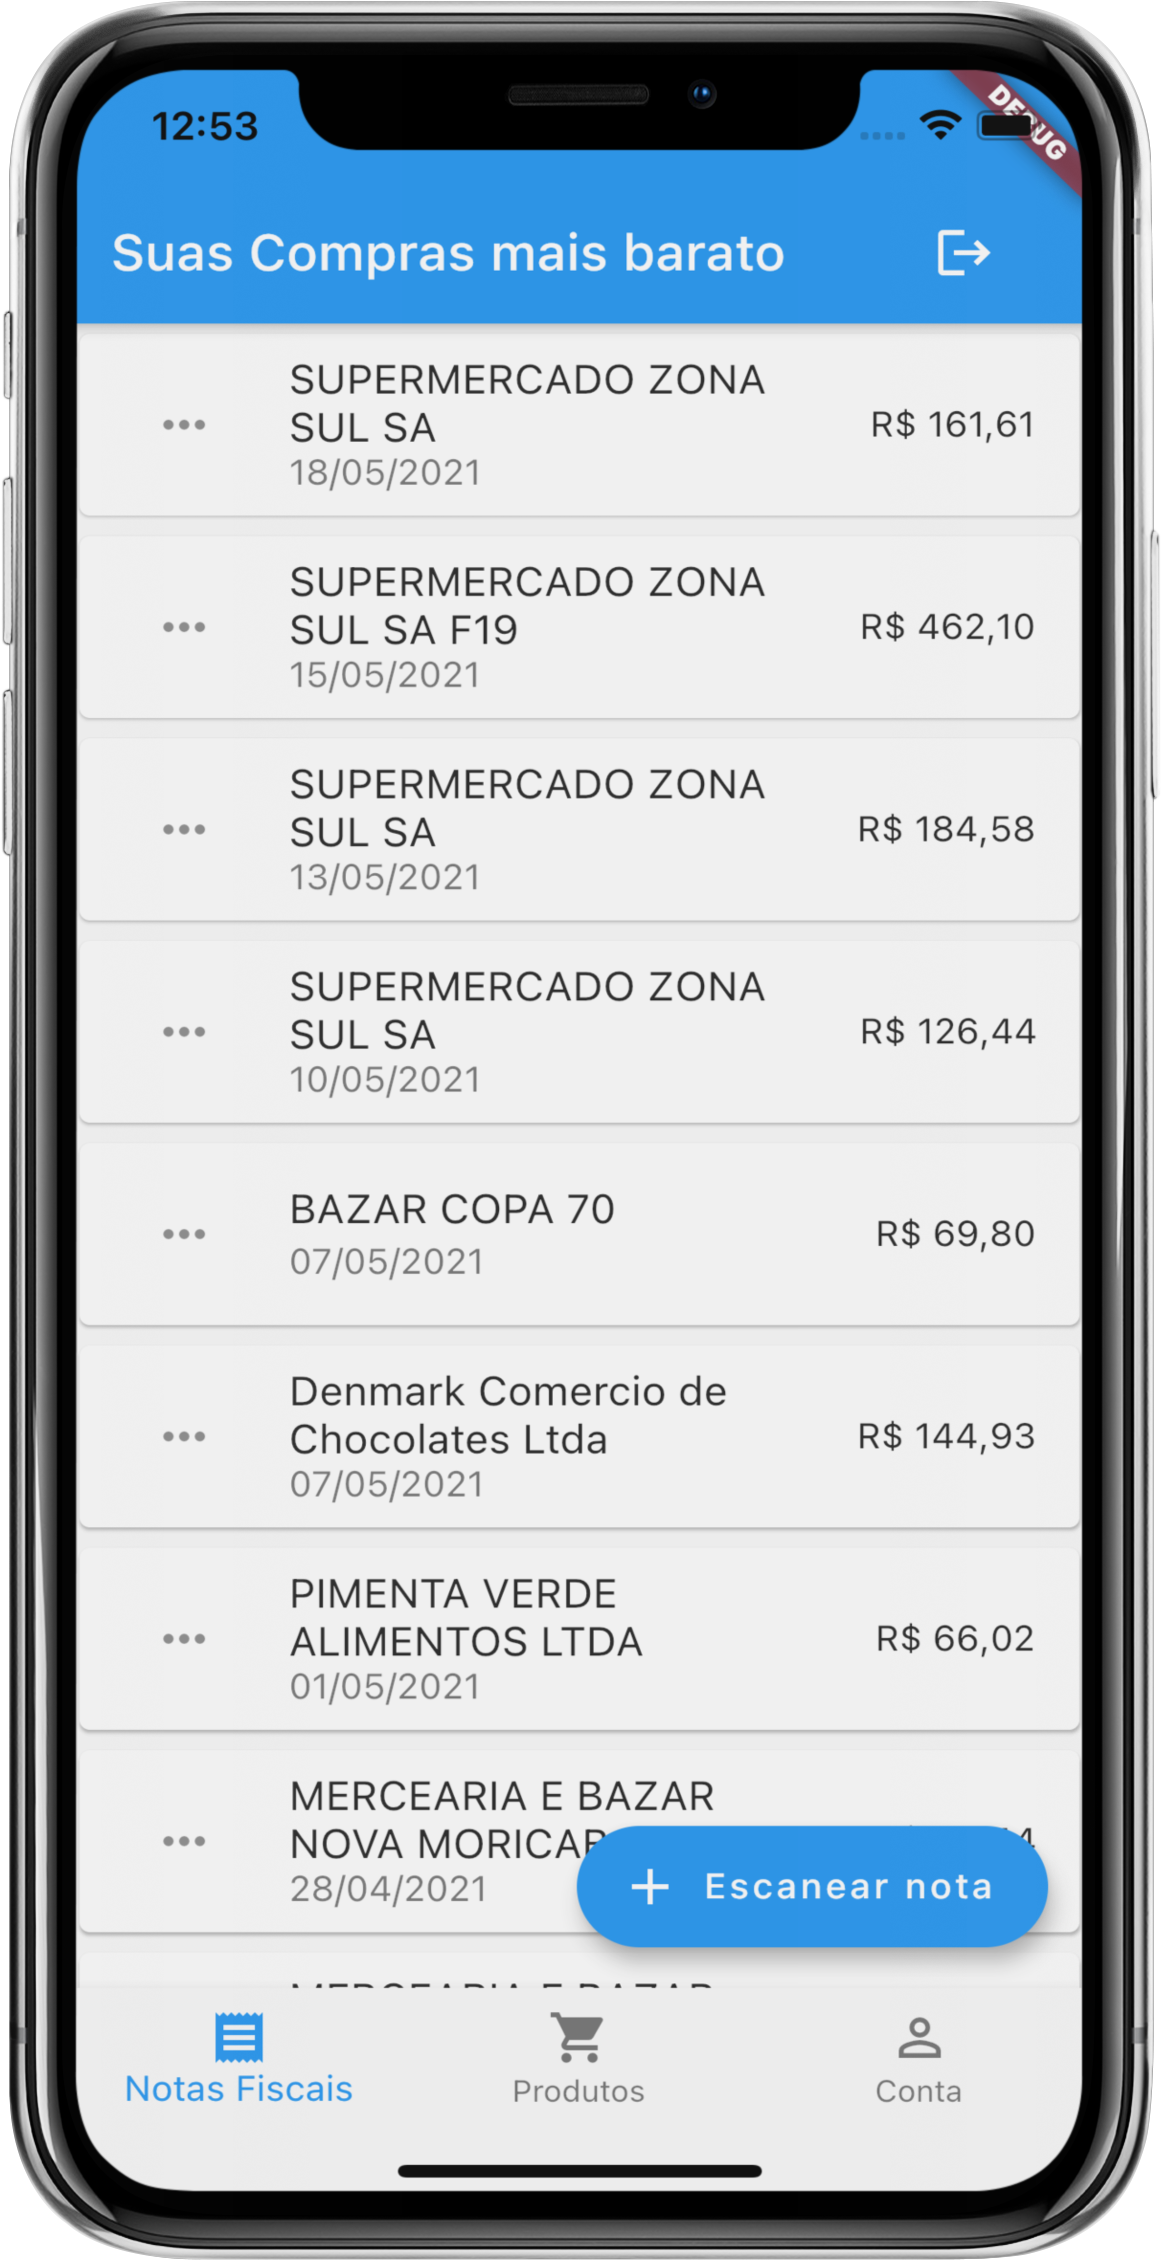 12:53
DEBUG
Suas Compras mais barato
SUPERMERCADO ZONA
SUL SA
18/05/2021
R$ 161,61
SUPERMERCADO ZONA
SUL SA F19
15/05/2021
R$ 462,10
SUPERMERCADO ZONA
SUL SA
13/05/2021
R$ 184,58
SUPERMERCADO ZONA
SUL SA
10/05/2021
R$ 126,44
BAZAR COPA 70
07/05/2021
R$ 69,80
Denmark Comercio de
Chocolates Ltda
07/05/2021
R$ 144,93
PIMENTA VERDE
ALIMENTOS LTDA
01/05/2021
R$ 66,02
MERCEARIA E BAZAR
NOVA
28/04/2021
Escanear nota
MERCEARIA E BAZAR
Notas Fiscais
Produtos
Conta